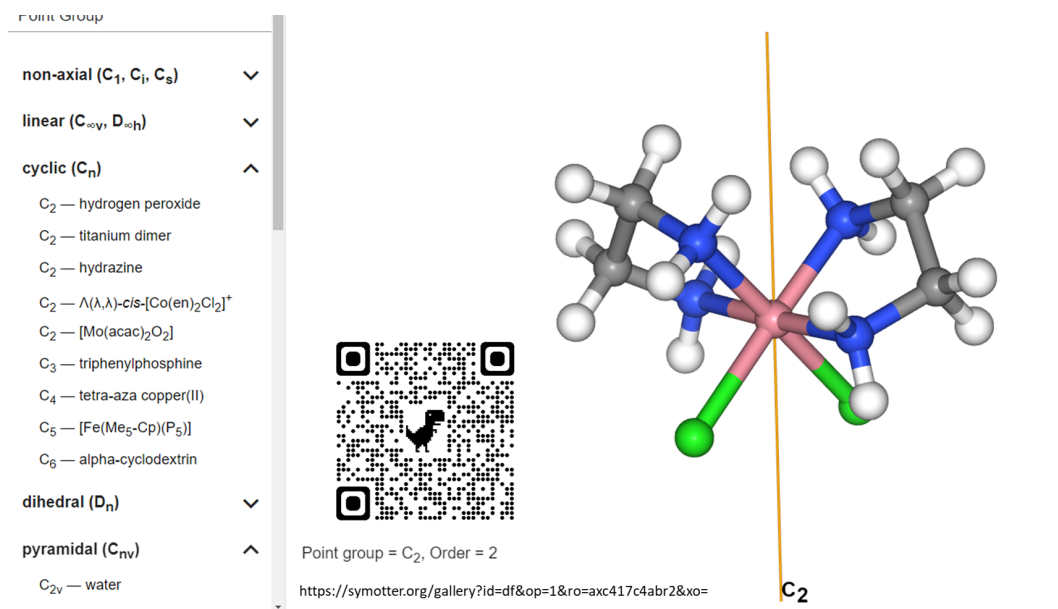 Point Group
non-axial (C₁, Cᵢ, Cₛ)
linear (C∞v, D∞h)
cyclic (Cₙ)
C₂ — hydrogen peroxide
C₂ — titanium dimer
C₂ — hydrazine
C₂ — Λ(λ,λ)-cis-[Co(en)₂Cl₂]⁺
C₂ — [Mo(acac)₂O₂]
C₃ — triphenylphosphine
C₄ — tetra-aza copper(II)
C₅ — [Fe(Me₅-Cp)(P₅)]
C₆ — alpha-cyclodextrin
dihedral (Dₙ)
pyramidal (Cₙᵥ)
C₂ᵥ — water
Point group = C₂, Order = 2
https://symotter.org/gallery?id=df&op=1&ro=axc417c4abr2&xo=
C₂